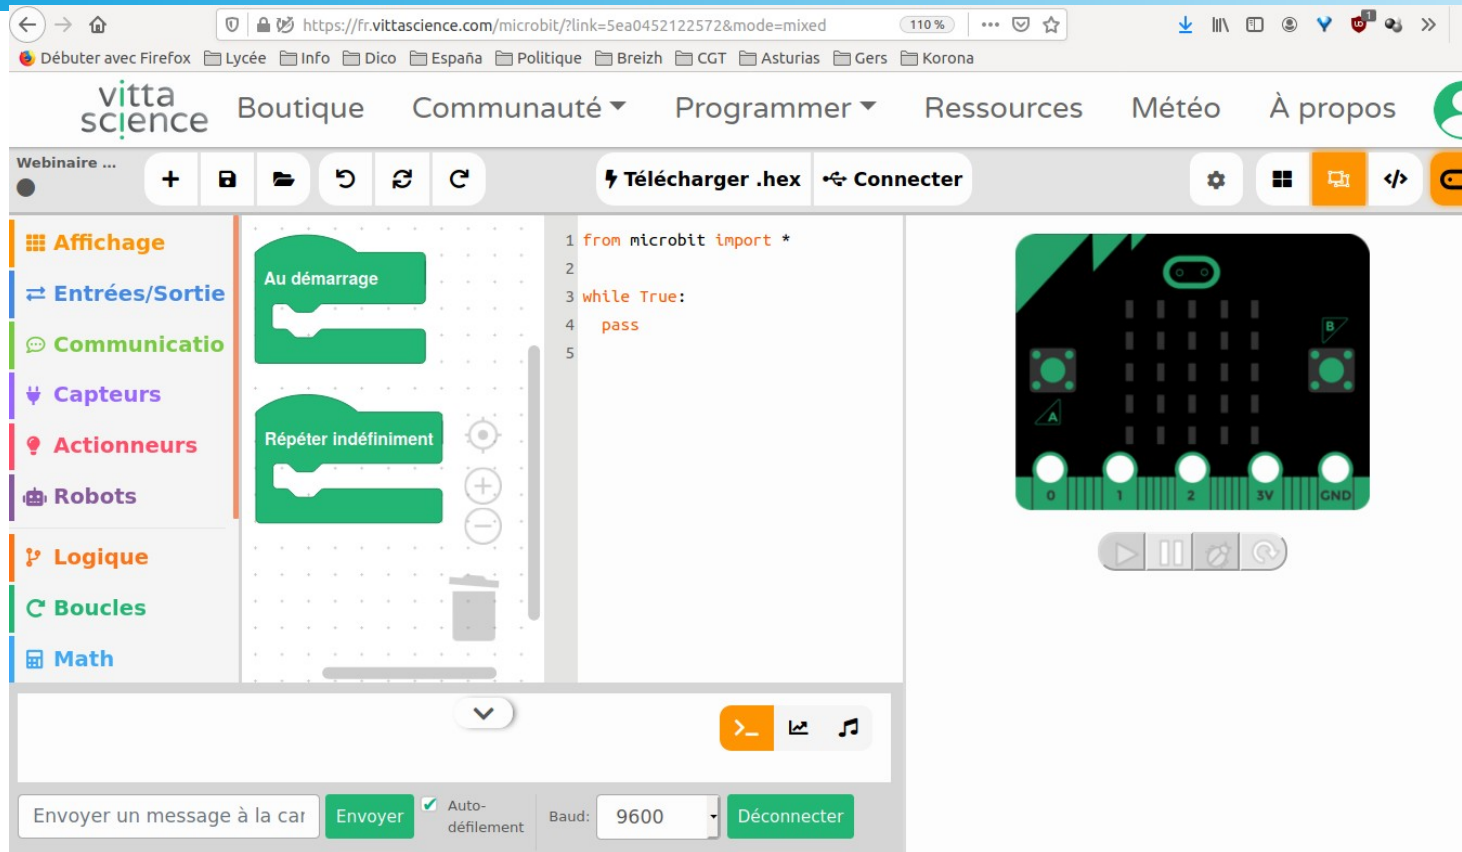 https://fr.vittascience.com/microbit/?link=5ea0452122572&mode=mixed 110 %
Débuter avec Firefox Lycée Info Dico España Politique Breizh CGT Asturias Gers Korona
vitta science Boutique Communauté Programmer Ressources Météo À propos
Webinaire ...
Télécharger .hex Connecter
Affichage
Entrées/Sortie
Communicatio
Capteurs
Actionneurs
Robots
Logique
Boucles
Math
Au démarrage
Répéter indéfiniment
1 from microbit import *
2
3 while True:
4 pass
5
B
A
0 1 2 3V GND
>_
Envoyer un message à la car Envoyer Auto-défilement Baud: 9600 Déconnecter